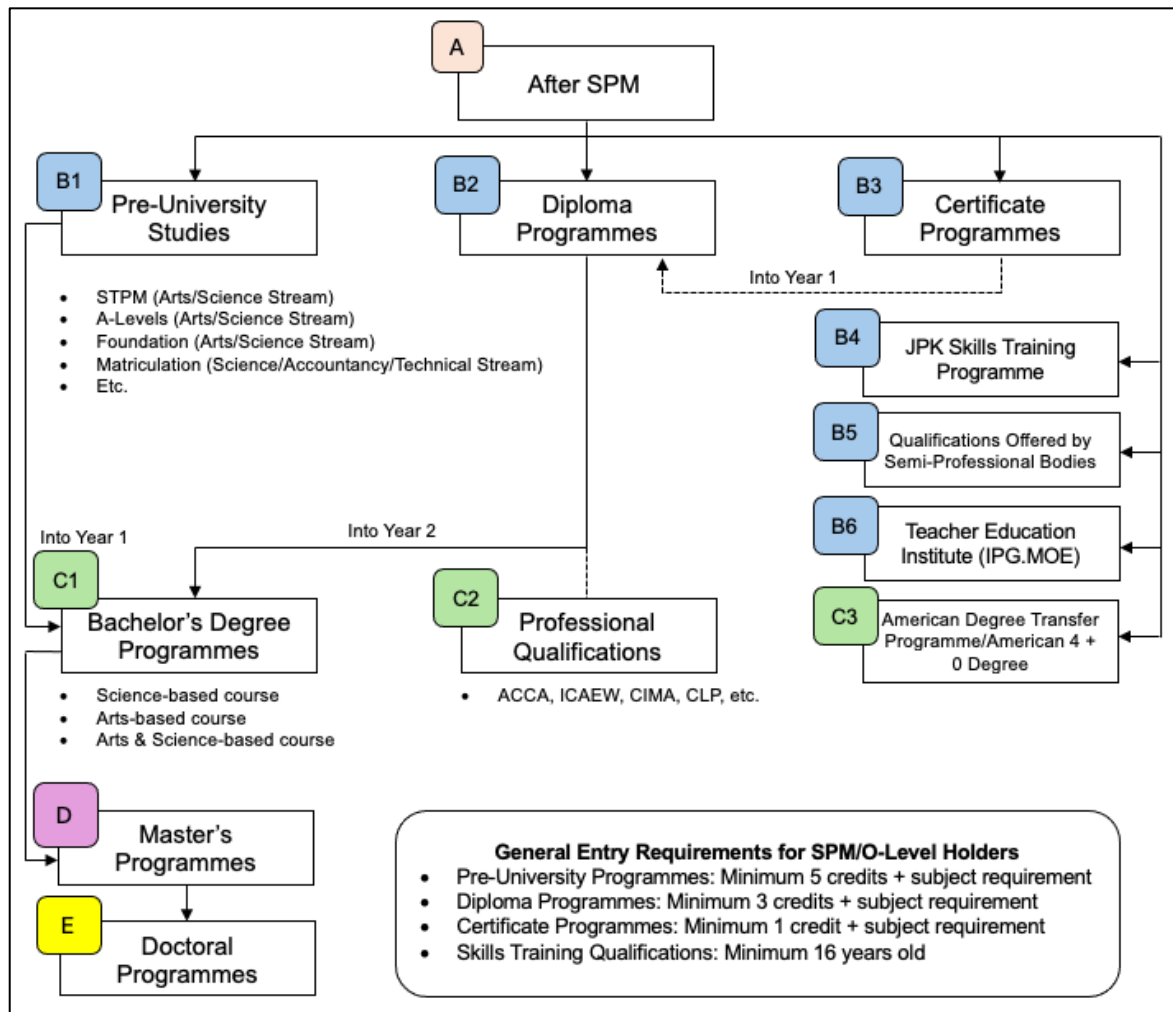 A
After SPM
B1
Pre-University
Studies
B2
Diploma
Programmes
B3
Certificate
Programmes
Into Year 1
• STPM (Arts/Science Stream)
• A-Levels (Arts/Science Stream)
• Foundation (Arts/Science Stream)
• Matriculation (Science/Accountancy/Technical Stream)
• Etc.
B4
JPK Skills Training
Programme
B5
Qualifications Offered by
Semi-Professional Bodies
B6
Teacher Education
Institute (IPG.MOE)
Into Year 1
Into Year 2
C1
Bachelor’s Degree
Programmes
C2
Professional
Qualifications
C3
American Degree Transfer
Programme/American 4 +
0 Degree
• Science-based course
• Arts-based course
• Arts & Science-based course
• ACCA, ICAEW, CIMA, CLP, etc.
D
Master’s
Programmes
E
Doctoral
Programmes
General Entry Requirements for SPM/O-Level Holders
• Pre-University Programmes: Minimum 5 credits + subject requirement
• Diploma Programmes: Minimum 3 credits + subject requirement
• Certificate Programmes: Minimum 1 credit + subject requirement
• Skills Training Qualifications: Minimum 16 years old